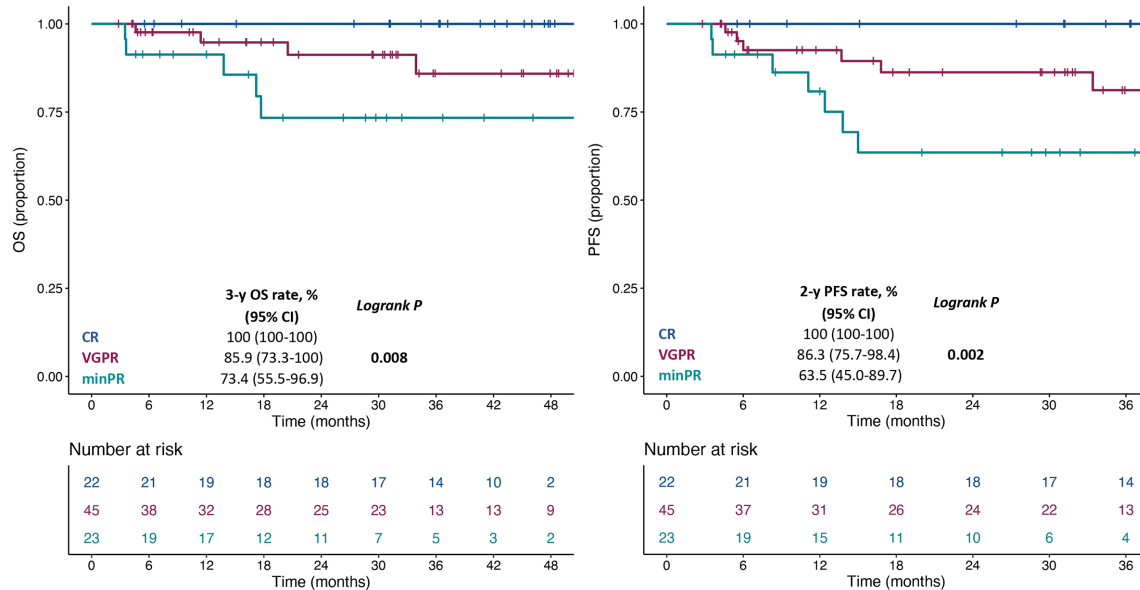 1.00
0.75
0.50
0.25
0.00
OS (proportion)
3-y OS rate, %
(95% CI)
Logrank P
CR 100 (100-100)
VGPR 85.9 (73.3-100) 0.008
minPR 73.4 (55.5-96.9)
0 6 12 18 24 30 36 42 48
Time (months)
Number at risk
22 21 19 18 18 17 14 10 2
45 38 32 28 25 23 13 13 9
23 19 17 12 11 7 5 3 2
0 6 12 18 24 30 36 42 48
Time (months)
1.00
0.75
0.50
0.25
0.00
PFS (proportion)
2-y PFS rate, %
(95% CI)
Logrank P
CR 100 (100-100)
VGPR 86.3 (75.7-98.4) 0.002
minPR 63.5 (45.0-89.7)
0 6 12 18 24 30 36
Time (months)
Number at risk
22 21 19 18 18 17 14
45 37 31 26 24 22 13
23 19 15 11 10 6 4
0 6 12 18 24 30 36
Time (months)